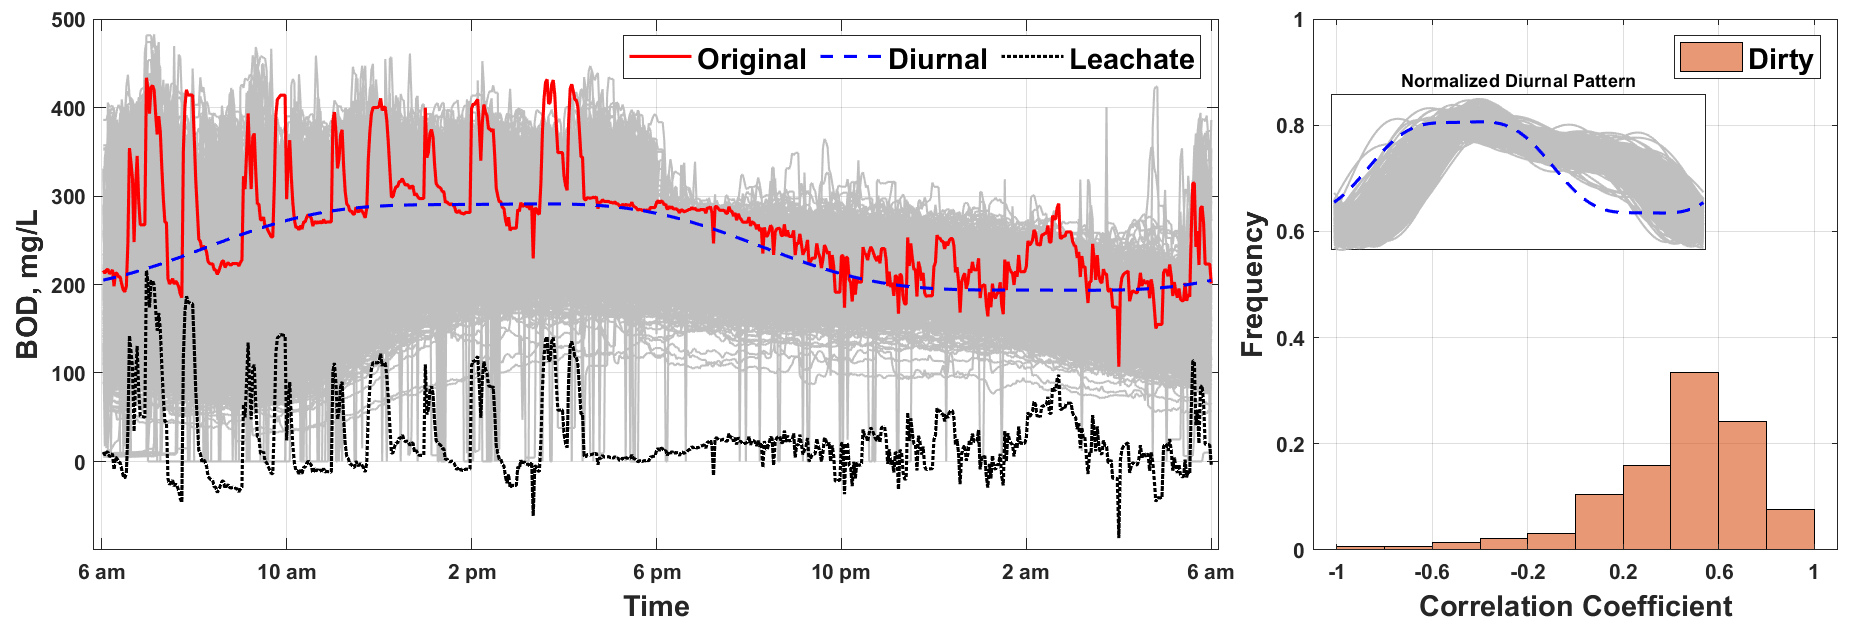 500
400
300
200
100
0
BOD, mg/L
Original Diurnal Leachate
6 am 10 am 2 pm 6 pm 10 pm 2 am 6 am
Time
1
0.8
0.6
0.4
0.2
0
Frequency
Dirty
Normalized Diurnal Pattern
-1 -0.6 -0.2 0.2 0.6 1
Correlation Coefficient